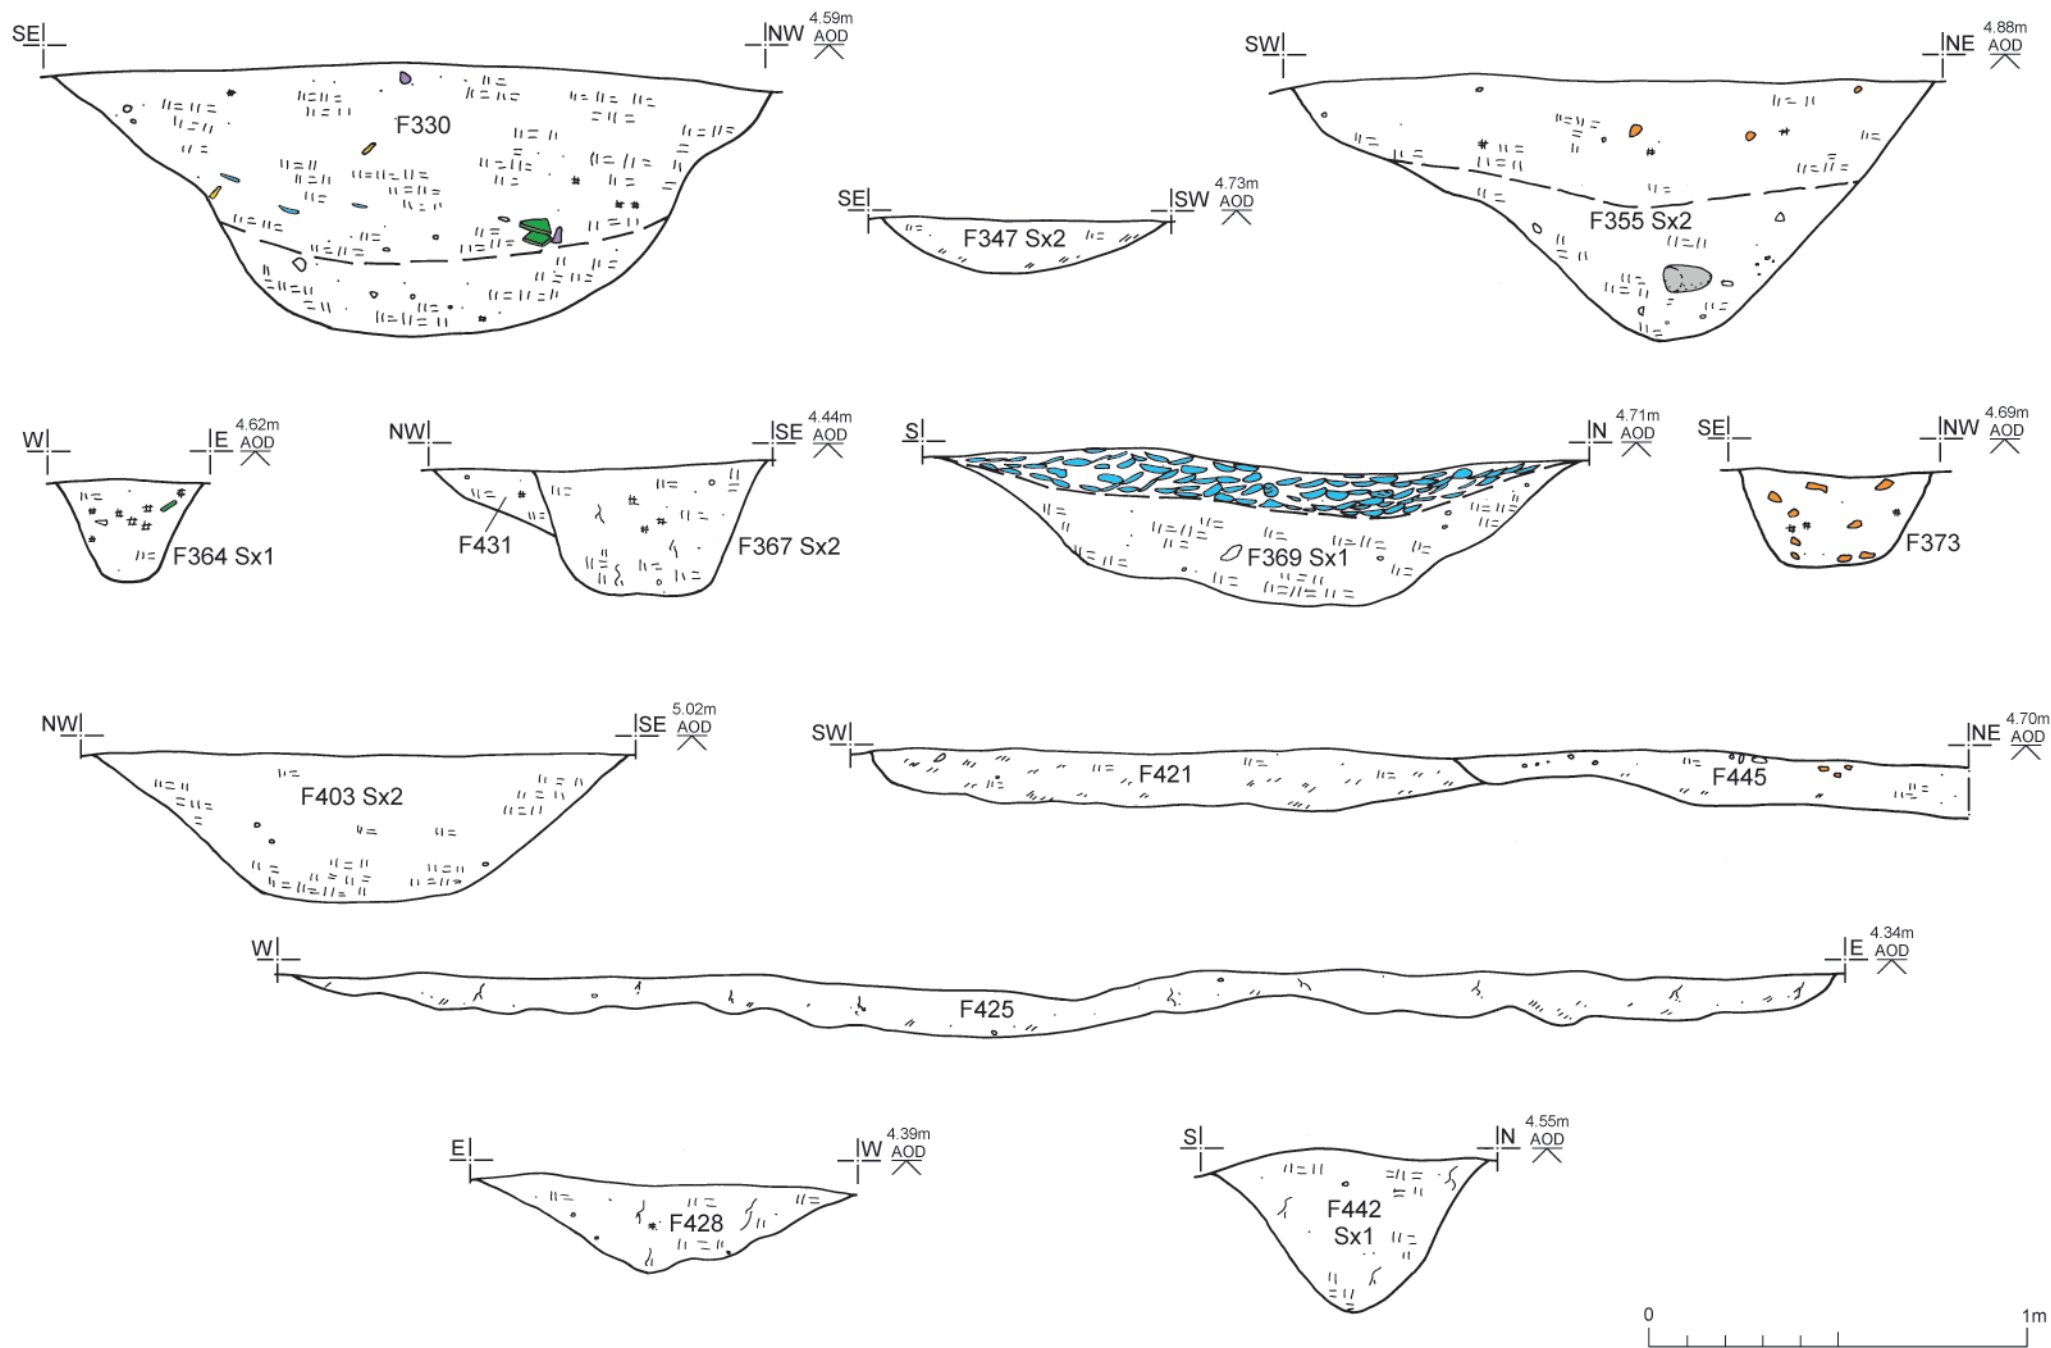 SE NW 4.59m
AOD
F330
SE SW 4.73m
AOD
F347 Sx2
SW NE 4.88m
AOD
F355 Sx2
W E 4.62m
AOD
F364 Sx1
NW SE 4.44m
AOD
F431
F367 Sx2
S N 4.71m
AOD
F369 Sx1
SE NW 4.69m
AOD
F373
NW SE 5.02m
AOD
F403 Sx2
SW NE 4.70m
AOD
F421
F445
W E 4.34m
AOD
F425
E W 4.39m
AOD
F428
S N 4.55m
AOD
F442
Sx1
0 1m